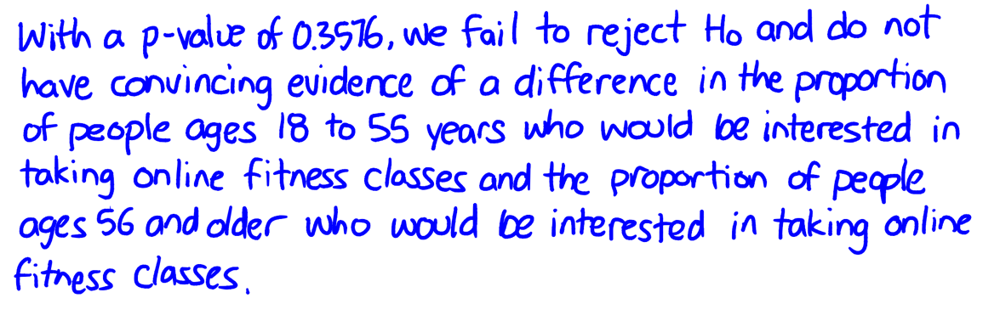 With a p-value of 0.3576, we fail to reject H₀ and do not
have convincing evidence of a difference in the proportion
of people ages 18 to 55 years who would be interested in
taking online fitness classes and the proportion of people
ages 56 and older who would be interested in taking online
fitness classes.